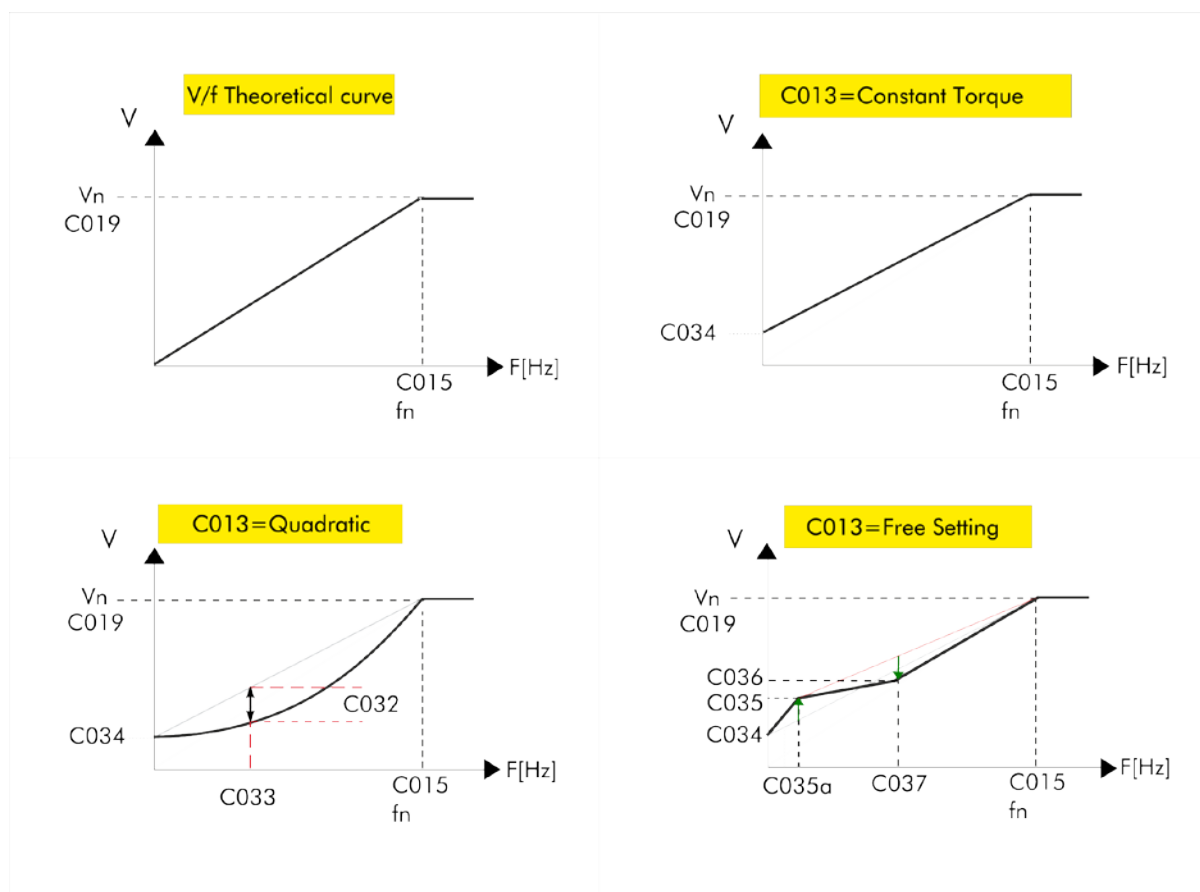 V/f Theoretical curve
V
Vn
C019
F[Hz]
C015
fn
C013=Constant Torque
V
Vn
C019
C034
F[Hz]
C015
fn
C013=Quadratic
V
Vn
C019
C032
C034
F[Hz]
C015
C033
fn
C013=Free Setting
V
Vn
C019
C036
C035
C034
F[Hz]
C035a
C037
C015
fn